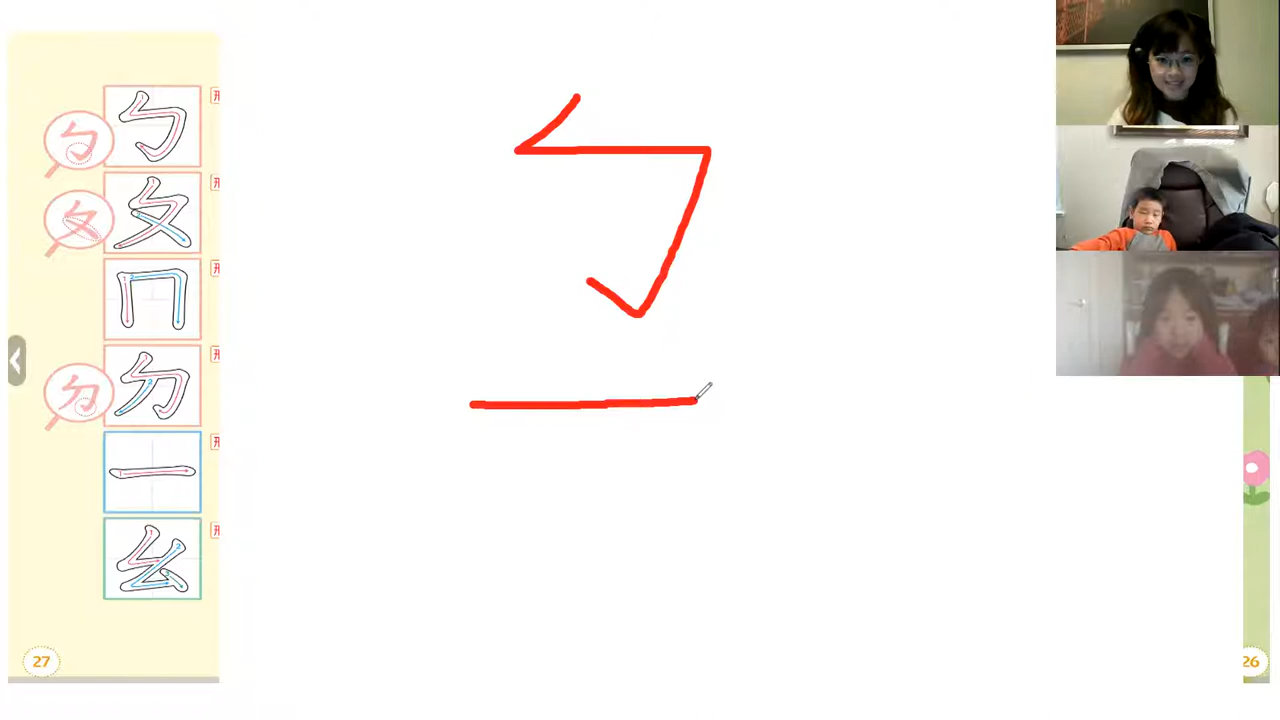 ㄅ
ㄆ
ㄇ
ㄉ
ㄧ
ㄠ
ㄅ
ㄆ
ㄉ
27
ㄅ
ㄧ
26